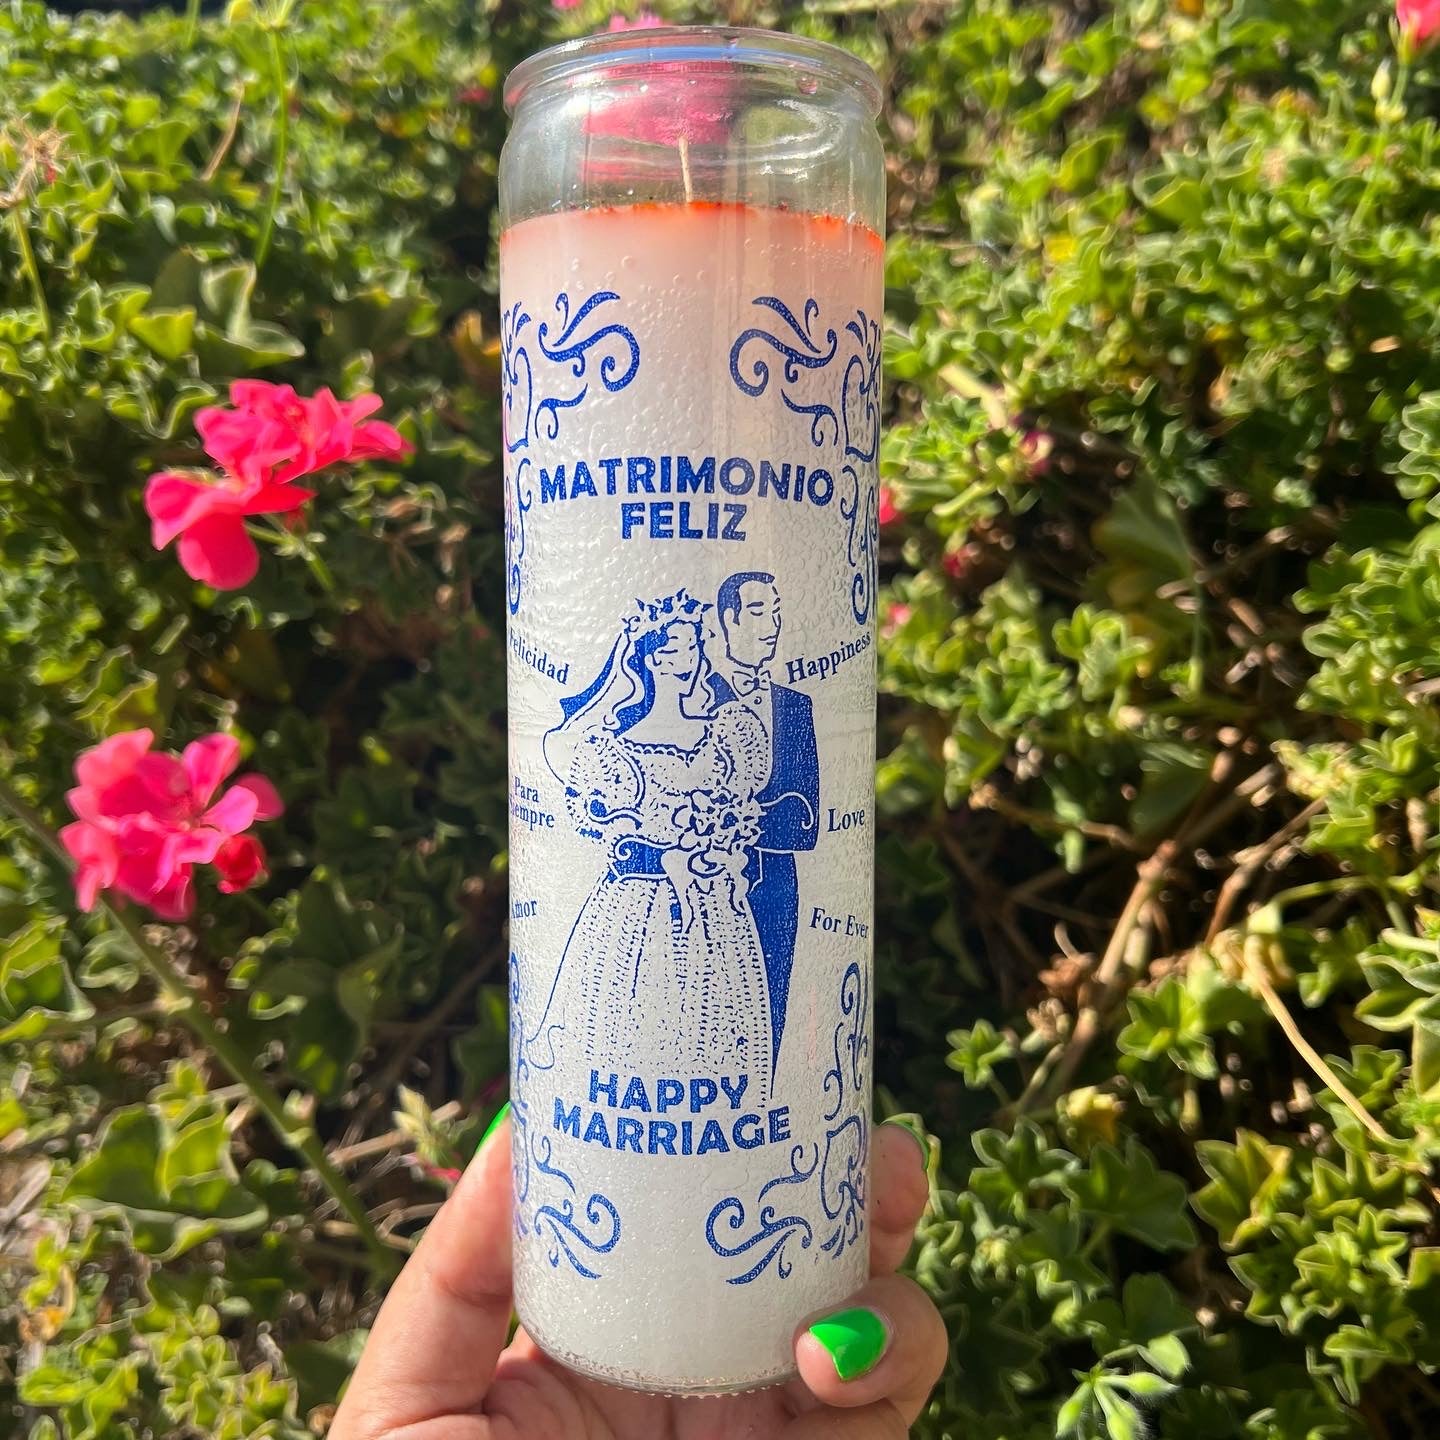 MATRIMONIO
FELIZ
Felicidad
Happiness
Para
Siempre
Love
Amor
For Ever
HAPPY
MARRIAGE